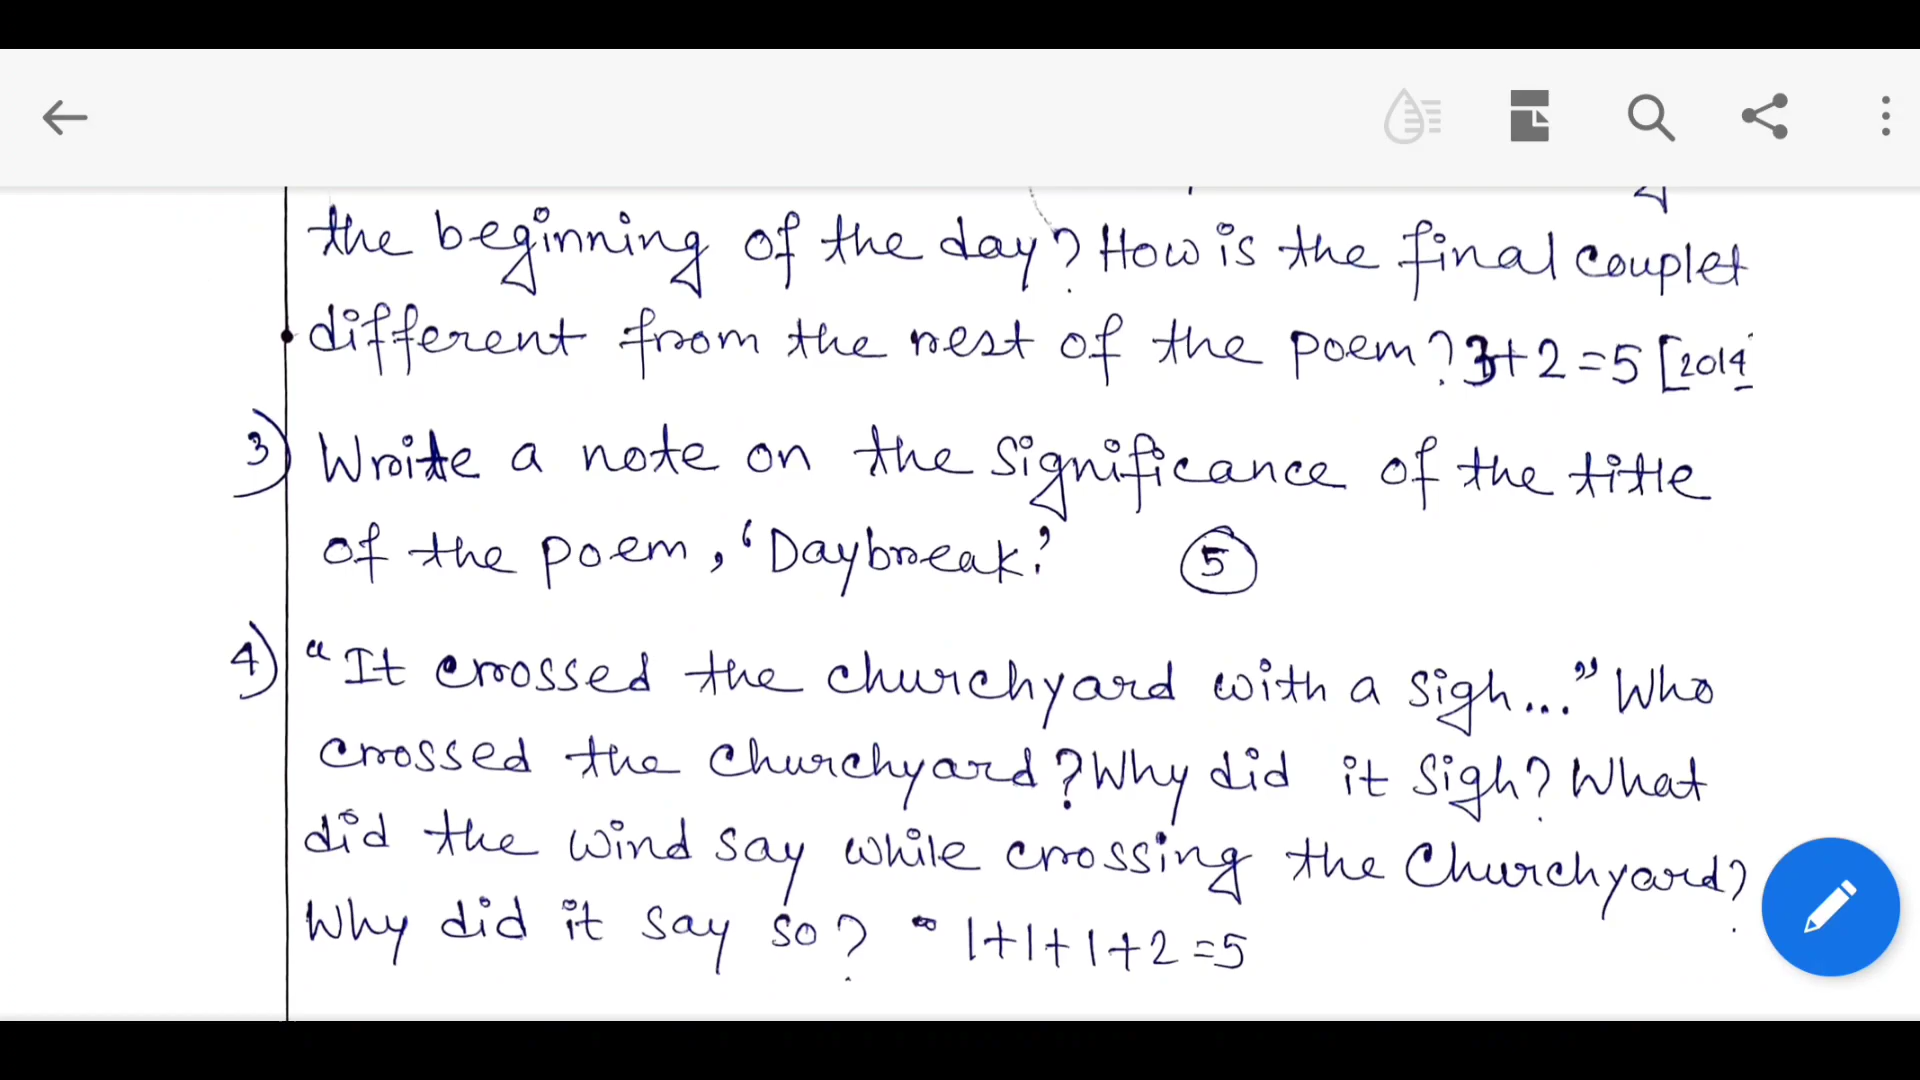 the beginning of the day? How is the final couplet
different from the rest of the poem? 3+2=5 [2014]
3) Write a note on the significance of the title
of the poem, 'Daybreak.' 5
4) "It crossed the churchyard with a sigh..." Who
crossed the churchyard? Why did it sigh? What
did the wind say while crossing the Churchyard?
Why did it say so? - 1+1+1+2=5